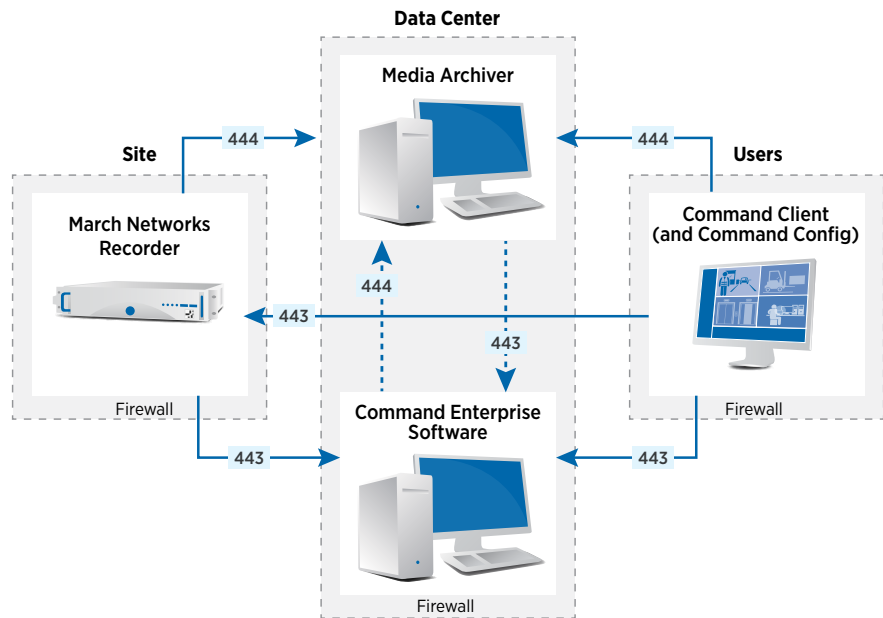 Data Center
Media Archiver
444
444
Site
Users
March Networks
Recorder
Command Client
(and Command Config)
444
443
443
Firewall
Command Enterprise
Software
Firewall
443
443
Firewall